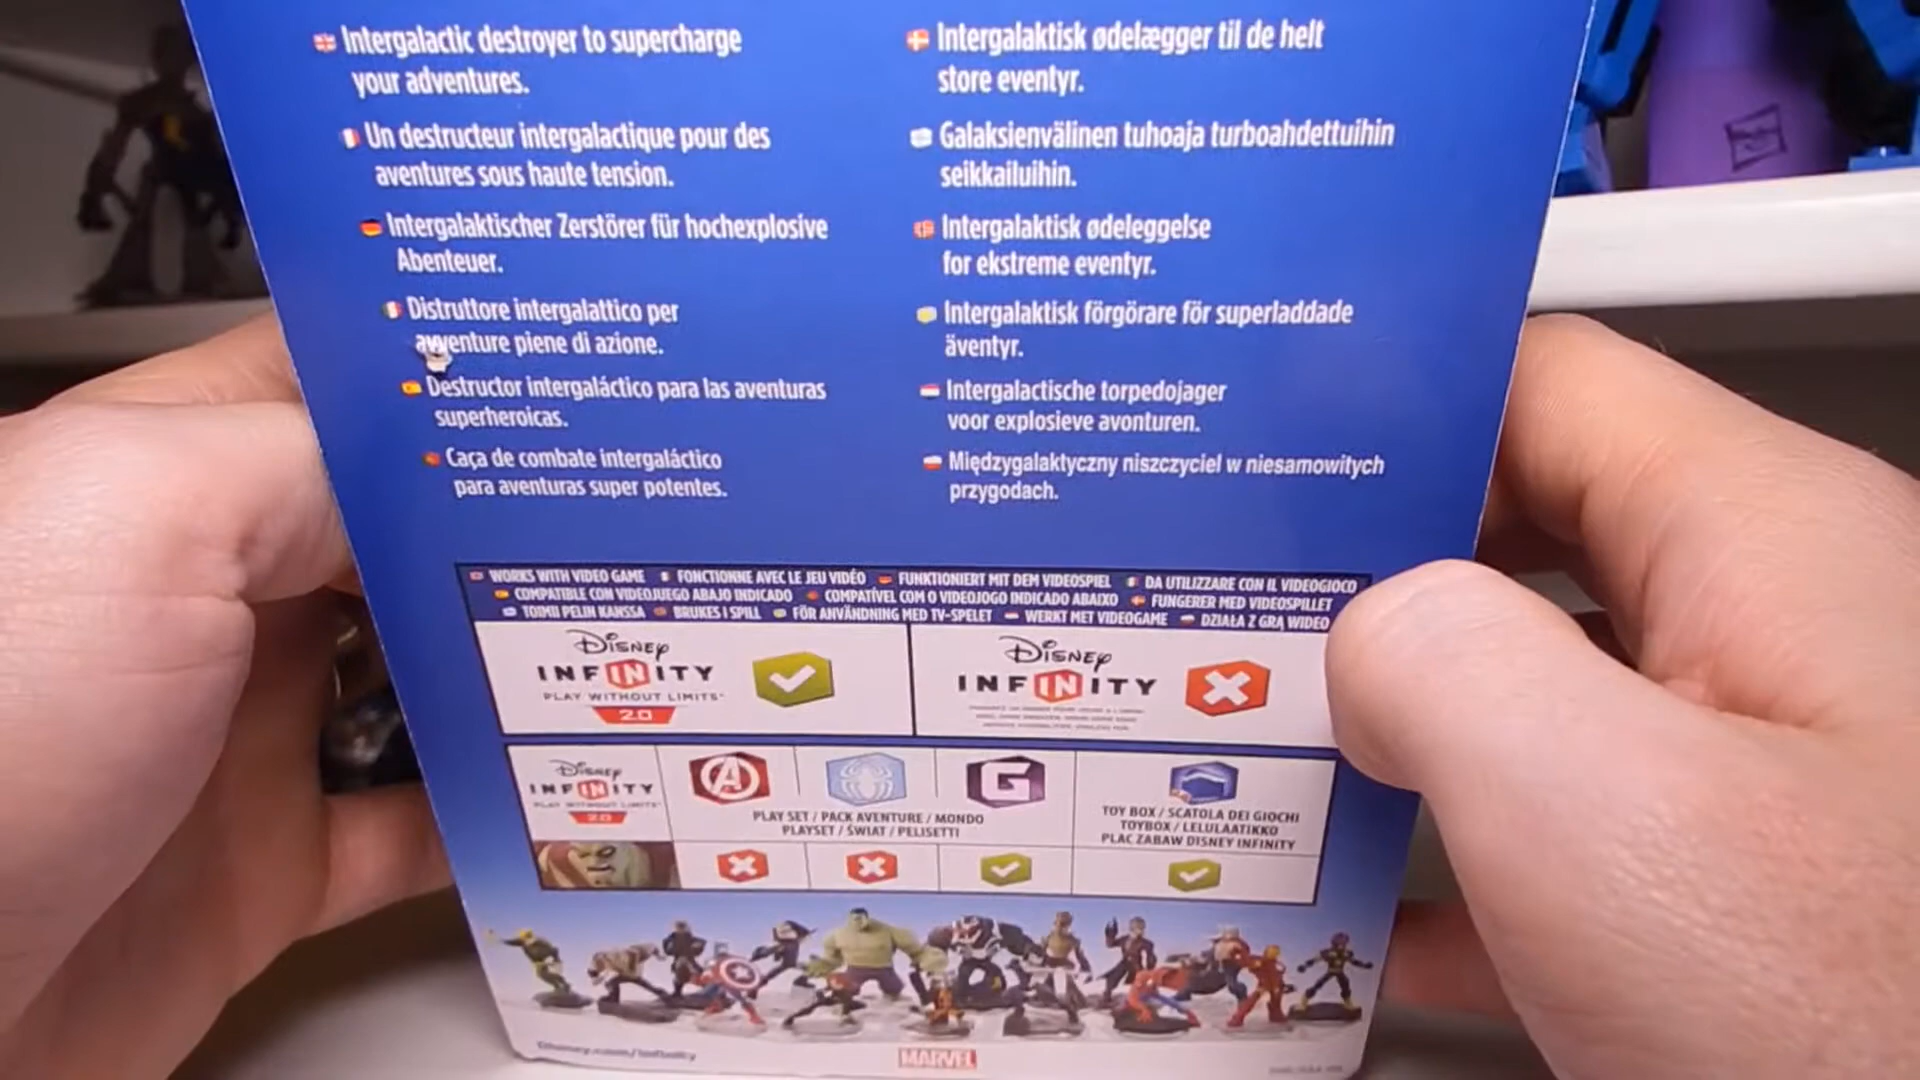 Intergalactic destroyer to supercharge
your adventures.
Un destructeur intergalactique pour des
aventures sous haute tension.
Intergalaktischer Zerstörer für hochexplosive
Abenteuer.
Distruttore intergalattico per
avventure piene di azione.
Destructor intergaláctico para las aventuras
superheroicas.
Caça de combate intergaláctico
para aventuras super potentes.
Intergalaktisk ødelægger til de helt
store eventyr.
Galaksienvälinen tuhoaja turboahdettuihin
seikkailuihin.
Intergalaktisk ødeleggelse
for ekstreme eventyr.
Intergalaktisk förgörare för superladdade
äventyr.
Intergalactische torpedojager
voor explosieve avonturen.
Międzygalaktyczny niszczyciel w niesamowitych
przygodach.
WORKS WITH VIDEO GAME FONCTIONNE AVEC LE JEU VIDÉO FUNKTIONIERT MIT DEM VIDEOSPIEL DA UTILIZZARE CON IL VIDEOGIOCO
COMPATIBLE CON VIDEOJUEGO ABAJO INDICADO COMPATÍVEL COM O VIDEOJOGO INDICADO ABAIXO FUNGERER MED VIDEOSPILLET
TOIMII PELIN KANSSA BRUKES I SPILL FÖR ANVÄNDNING MED TV-SPELET WERKT MET VIDEOGAME DZIAŁA Z GRĄ WIDEO
Disney
INFINITY
PLAY WITHOUT LIMITS
2.0
Disney
INFINITY
Disney
INFINITY
PLAY WITHOUT LIMITS
2.0
A
G
PLAY SET / PACK AVENTURE / MONDO
PLAYSET / ŚWIAT / PELISETTI
TOY BOX / SCATOLA DEI GIOCHI
TOYBOX / LELULAATIKKO
PLAC ZABAW DISNEY INFINITY
Disney.com/Infinity
MARVEL